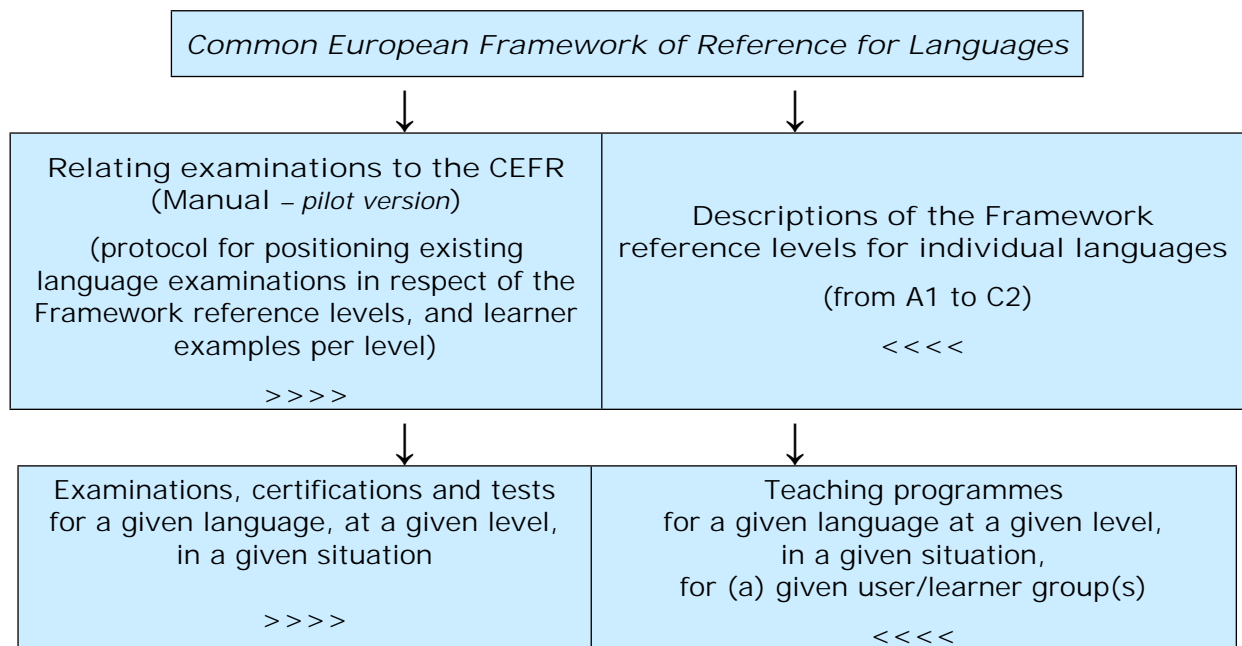 Common European Framework of Reference for Languages
Relating examinations to the CEFR
(Manual – pilot version)
(protocol for positioning existing
language examinations in respect of the
Framework reference levels, and learner
examples per level)
>>>>
Descriptions of the Framework
reference levels for individual languages
(from A1 to C2)
<<<<
Examinations, certifications and tests
for a given language, at a given level,
in a given situation
>>>>
Teaching programmes
for a given language at a given level,
in a given situation,
for (a) given user/learner group(s)
<<<<